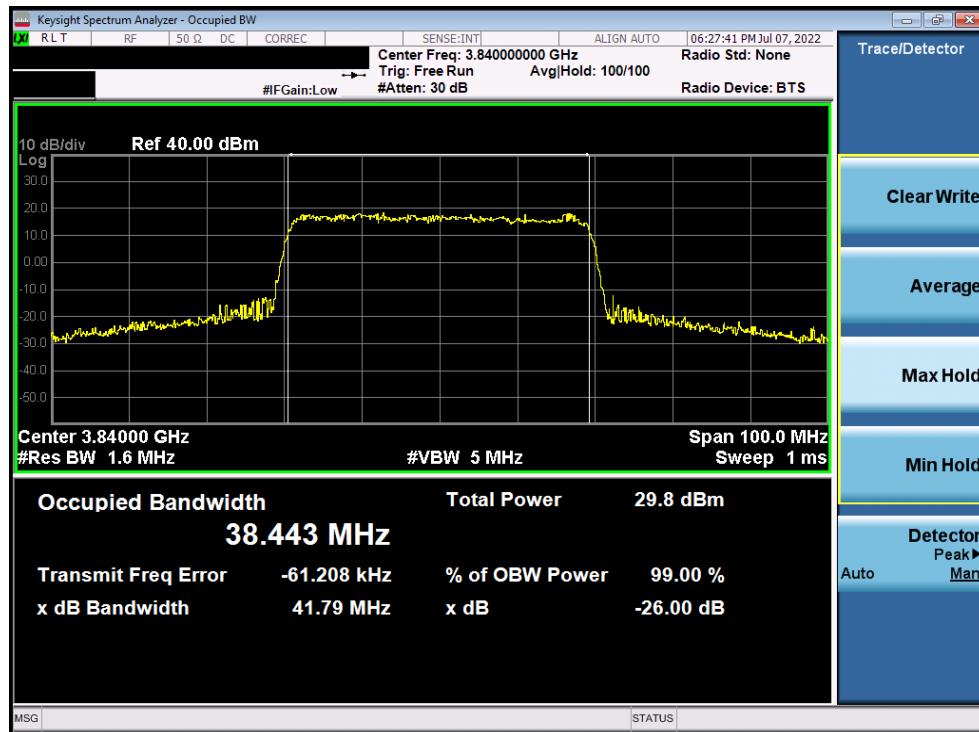 Keysight Spectrum Analyzer - Occupied BW
LXI RLT RF 50 Ω DC CORREC SENSE:INT ALIGN AUTO 06:27:41 PM Jul 07, 2022
Center Freq: 3.840000000 GHz Radio Std: None
Trig: Free Run Avg|Hold: 100/100
#IFGain:Low #Atten: 30 dB Radio Device: BTS
10 dB/div Ref 40.00 dBm
Log
30.0
20.0
10.0
0.00
-10.0
-20.0
-30.0
-40.0
-50.0
Center 3.84000 GHz Span 100.0 MHz
#Res BW 1.6 MHz #VBW 5 MHz Sweep 1 ms
Occupied Bandwidth Total Power 29.8 dBm
38.443 MHz
Transmit Freq Error -61.208 kHz % of OBW Power 99.00 %
x dB Bandwidth 41.79 MHz x dB -26.00 dB
MSG STATUS
Trace/Detector
Clear Write
Average
Max Hold
Min Hold
Detector
Peak▶
Auto Man